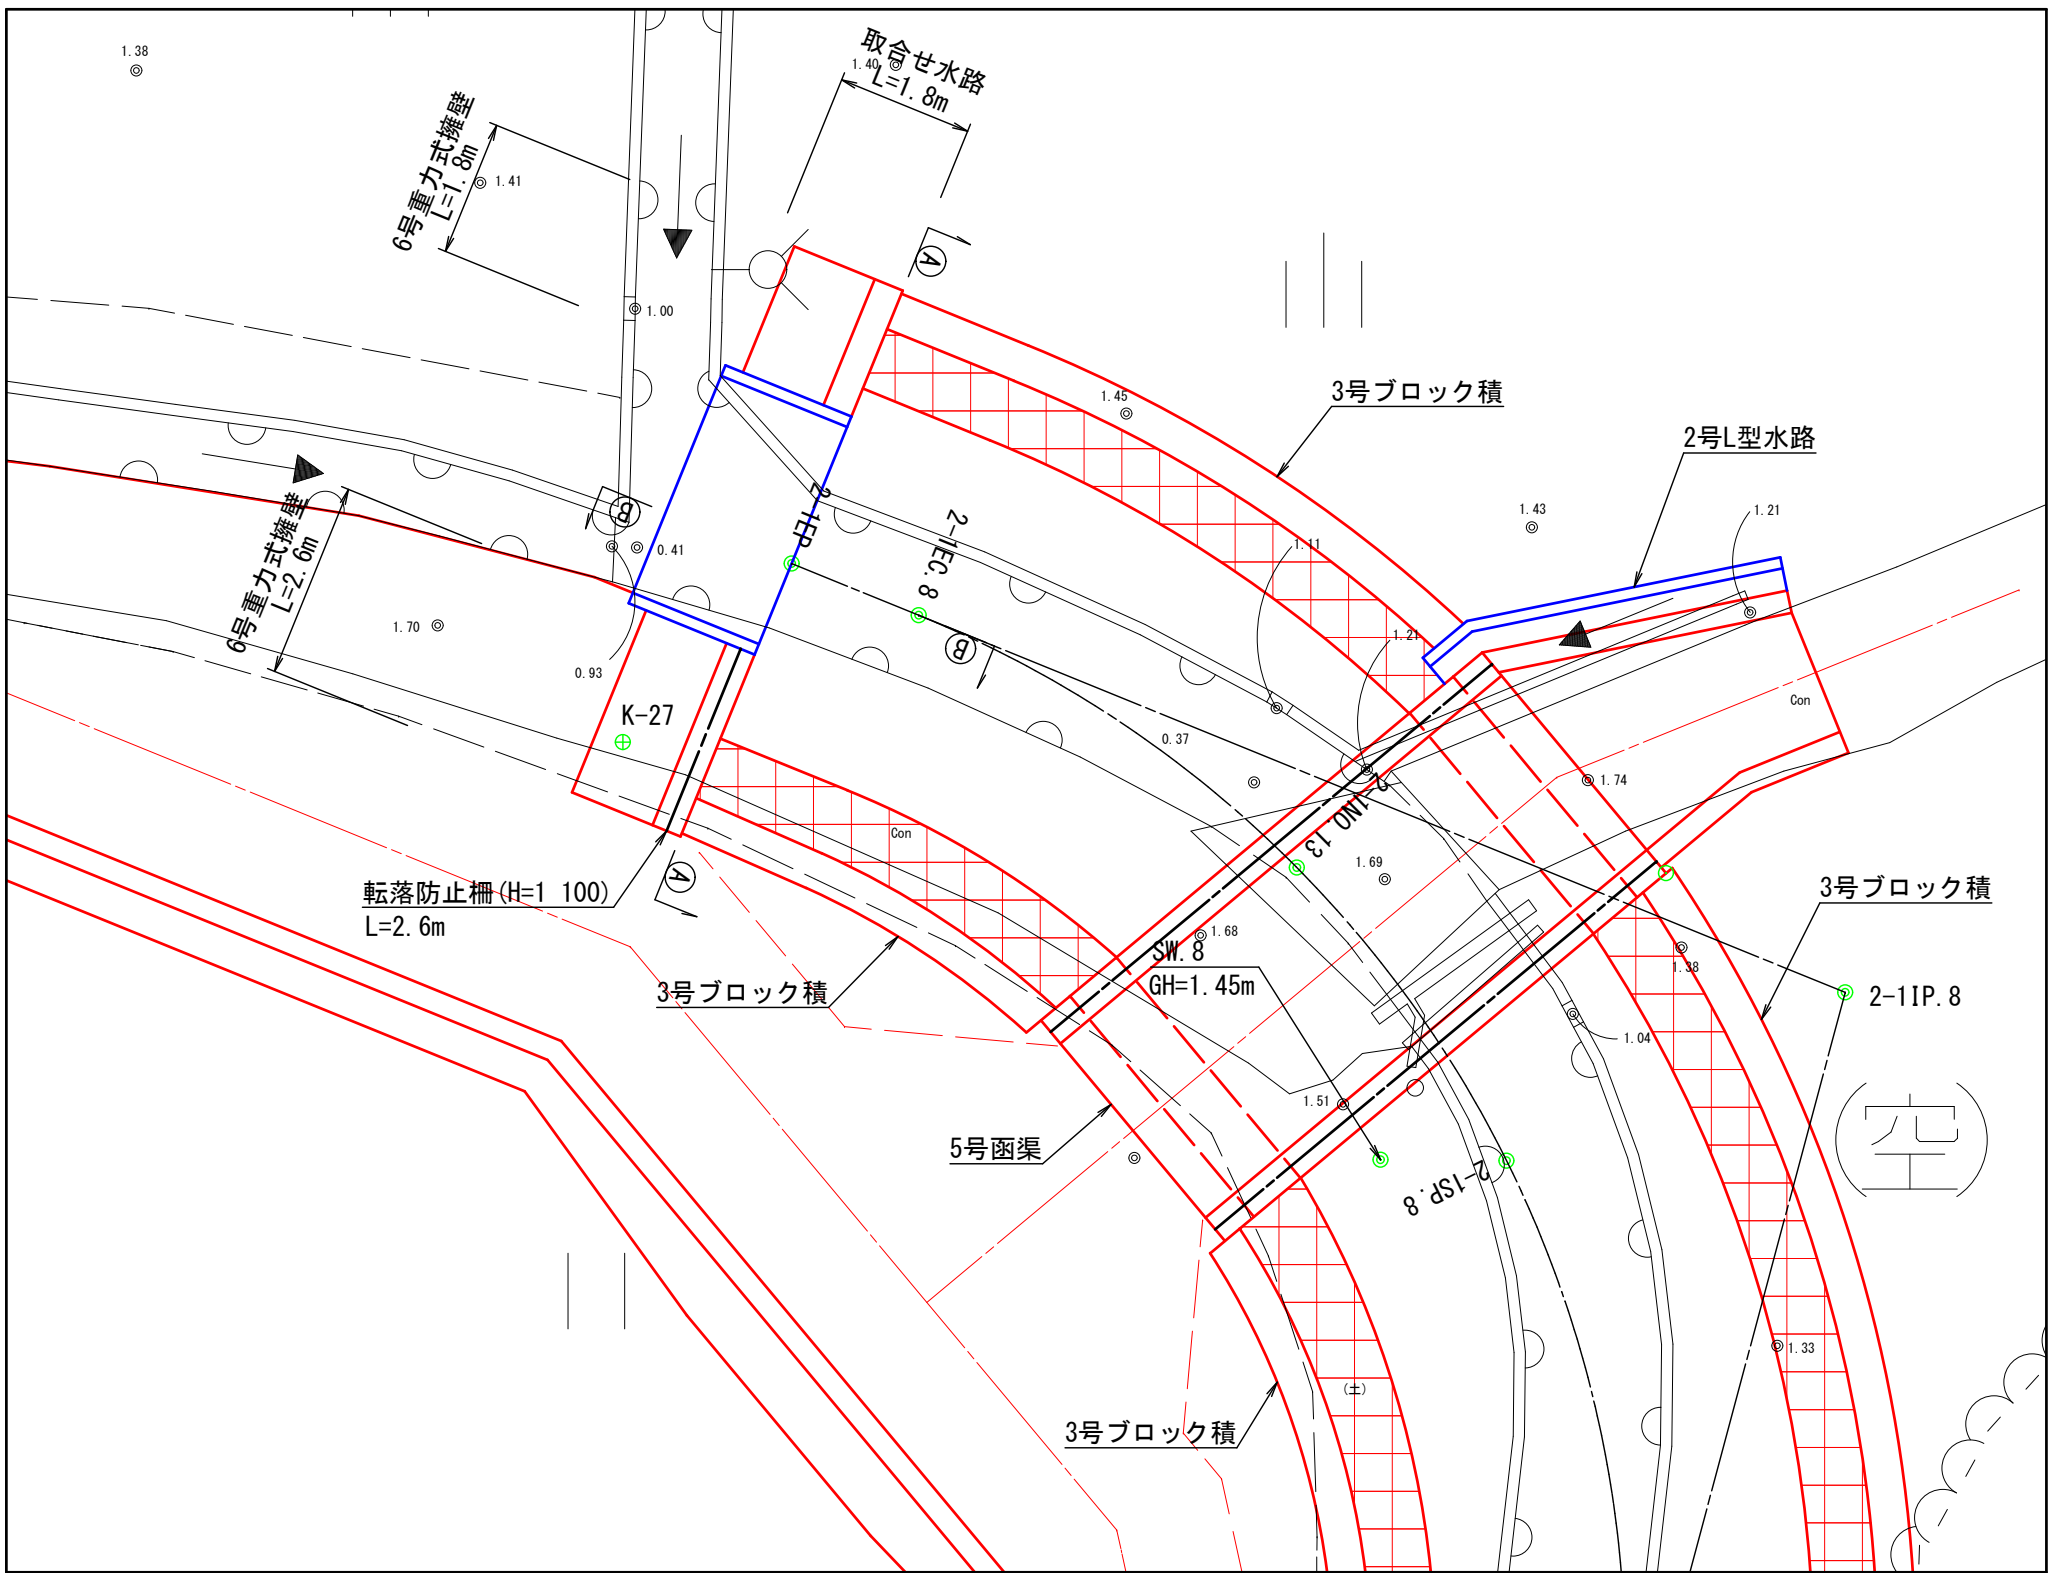 1.38
取合せ水路
L=1.8m
1.40
6号重力式擁壁
L=1.8m
1.41
A
1.00
3号ブロック積
1.45
2号L型水路
1.43
1.21
6号重力式擁壁
L=2.6m
B
0.41
2-1EP
2-1EC.8
1.11
1.70
0.93
B
1.21
K-27
0.37
Con
1.74
Con
2-1NO.13
1.69
A
転落防止柵(H=1 100)
L=2.6m
3号ブロック積
1.68
SW.8
GH=1.45m
1.38
3号ブロック積
2-1IP.8
1.04
1.51
5号函渠
2-1SP.8
(空)
1.33
(土)
3号ブロック積